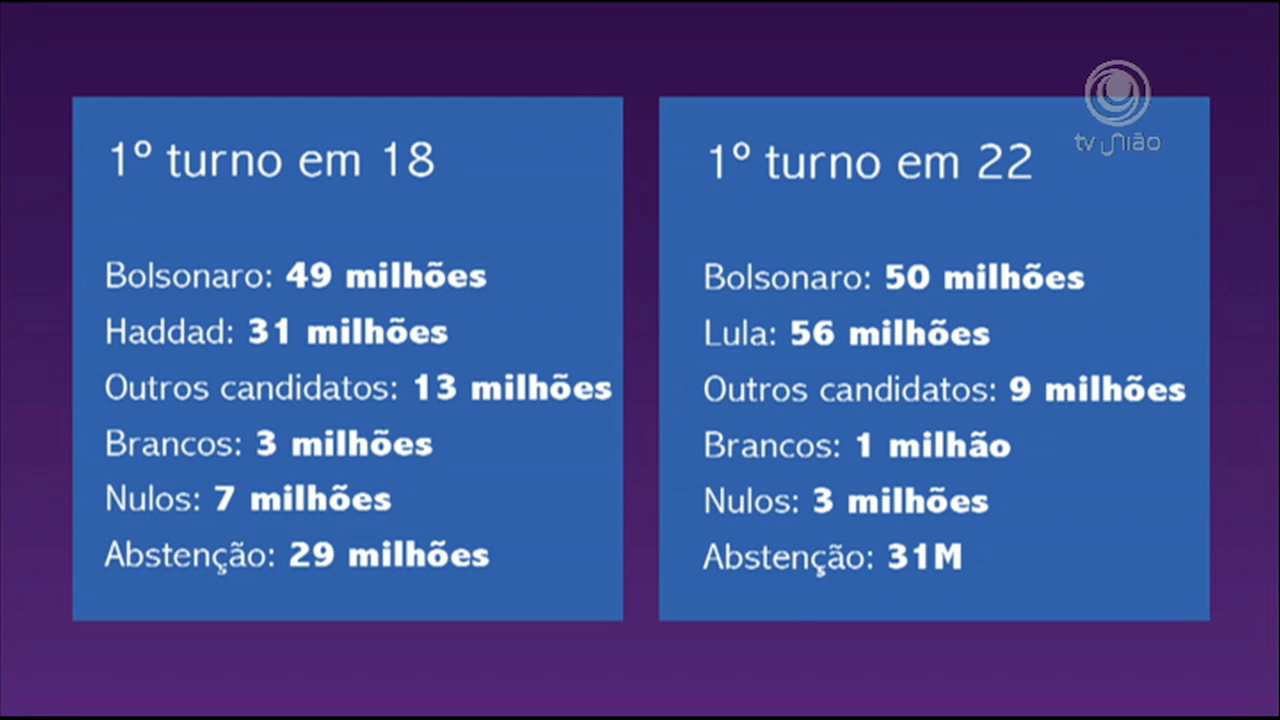 1º turno em 18
Bolsonaro: 49 milhões
Haddad: 31 milhões
Outros candidatos: 13 milhões
Brancos: 3 milhões
Nulos: 7 milhões
Abstenção: 29 milhões
tv União
1º turno em 22
Bolsonaro: 50 milhões
Lula: 56 milhões
Outros candidatos: 9 milhões
Brancos: 1 milhão
Nulos: 3 milhões
Abstenção: 31M